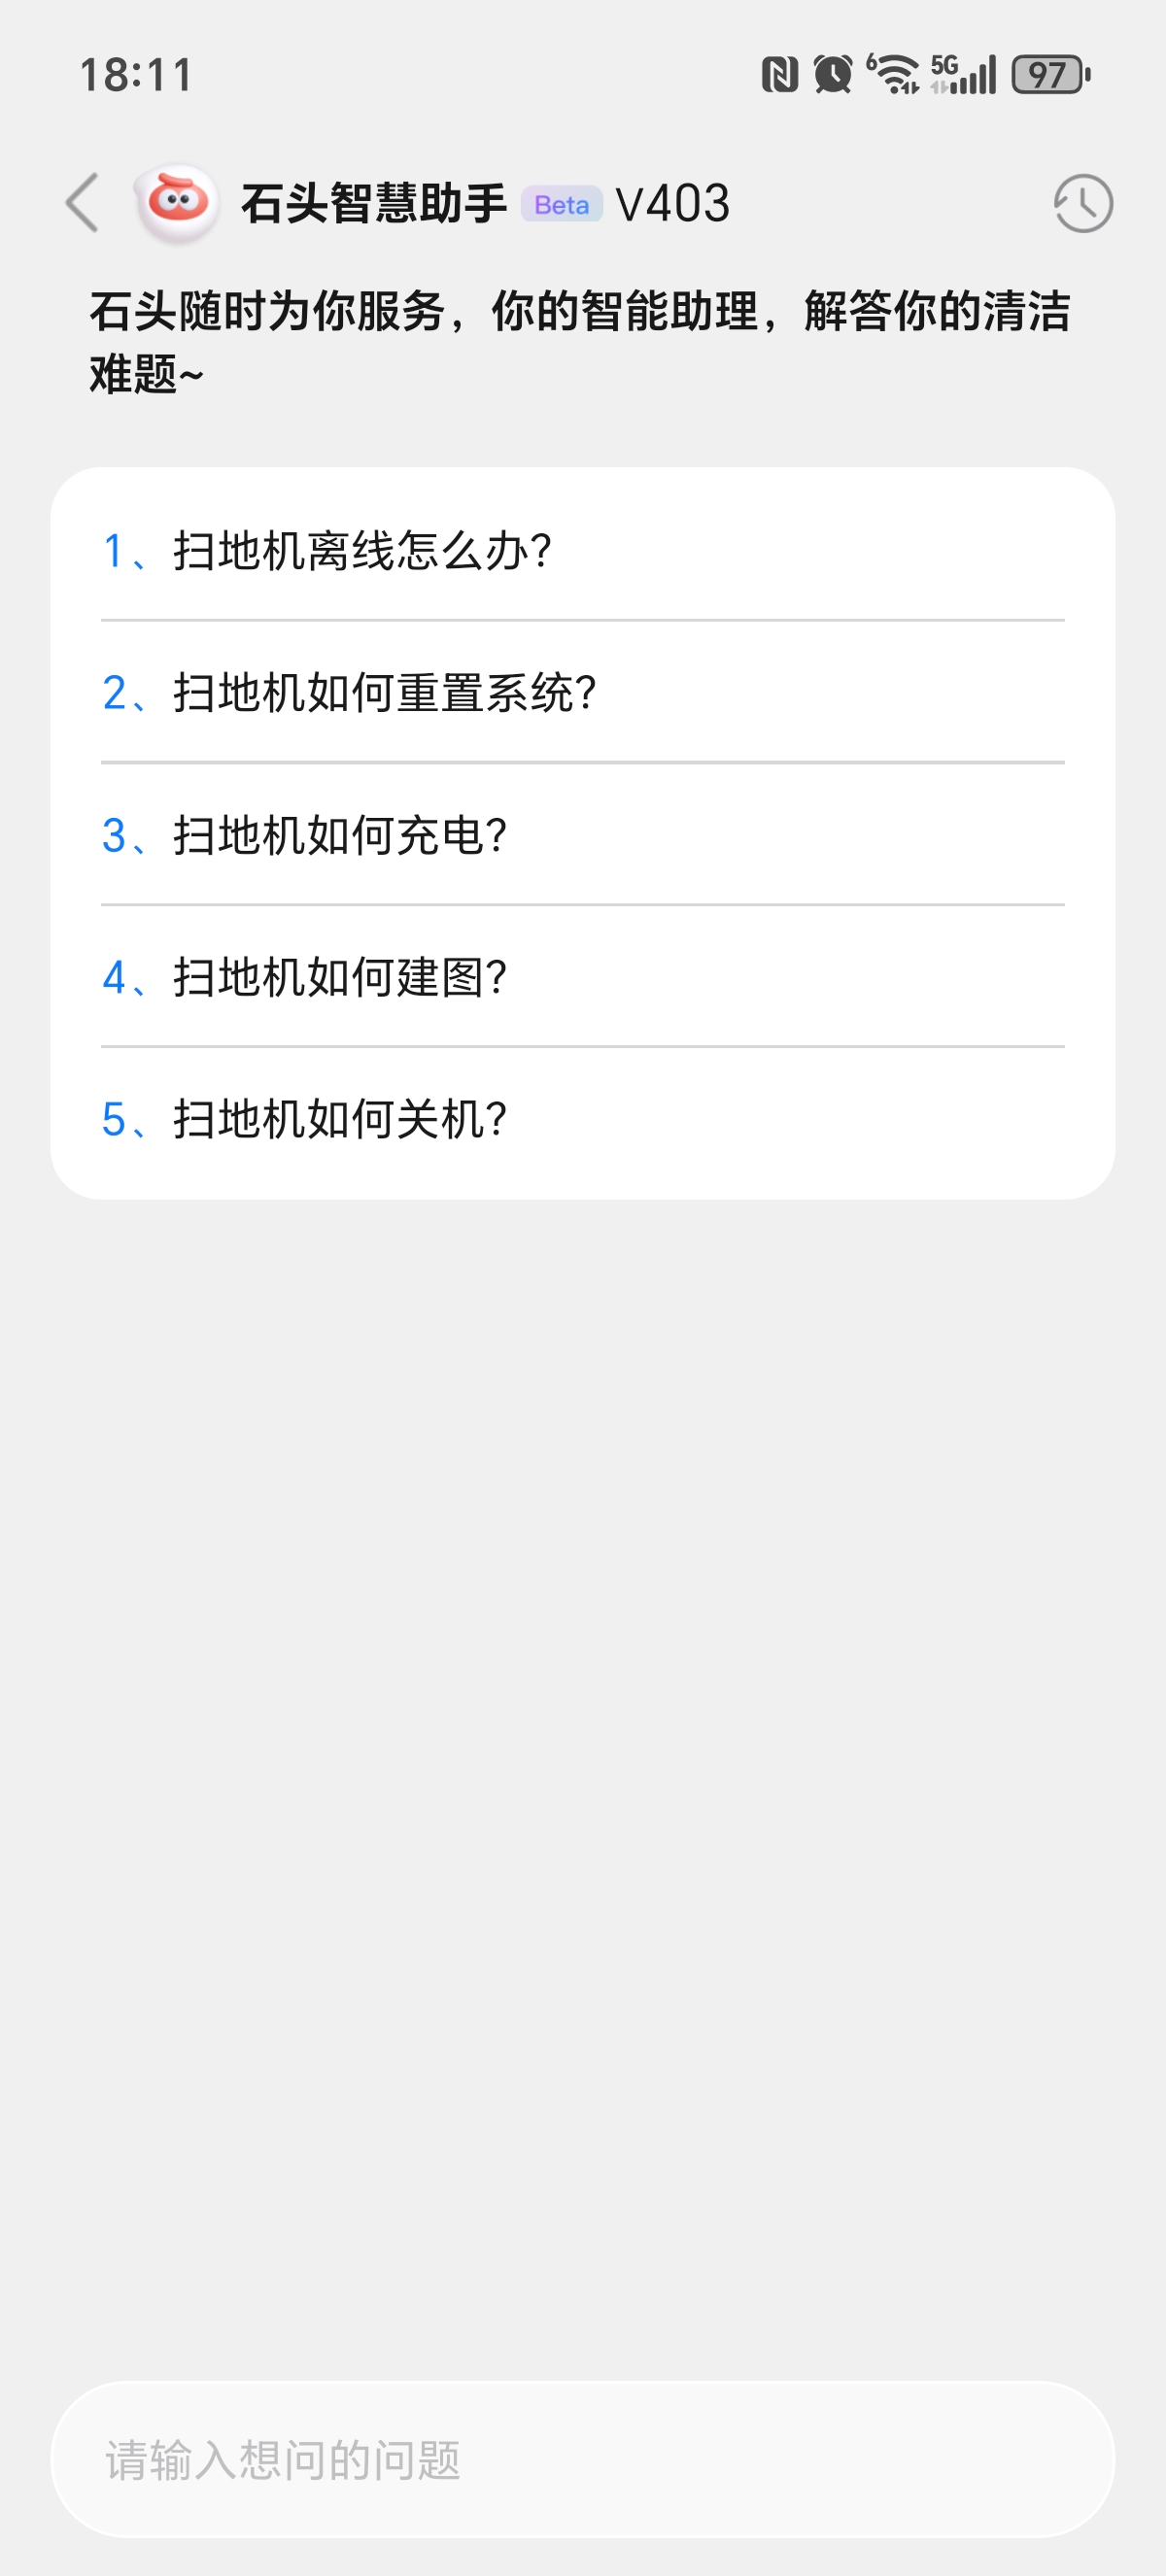 18:11
6 5G 97
石头智慧助手 Beta V403
石头随时为你服务，你的智能助理，解答你的清洁
难题~
1、扫地机离线怎么办?
2、扫地机如何重置系统?
3、扫地机如何充电?
4、扫地机如何建图?
5、扫地机如何关机?
请输入想问的问题